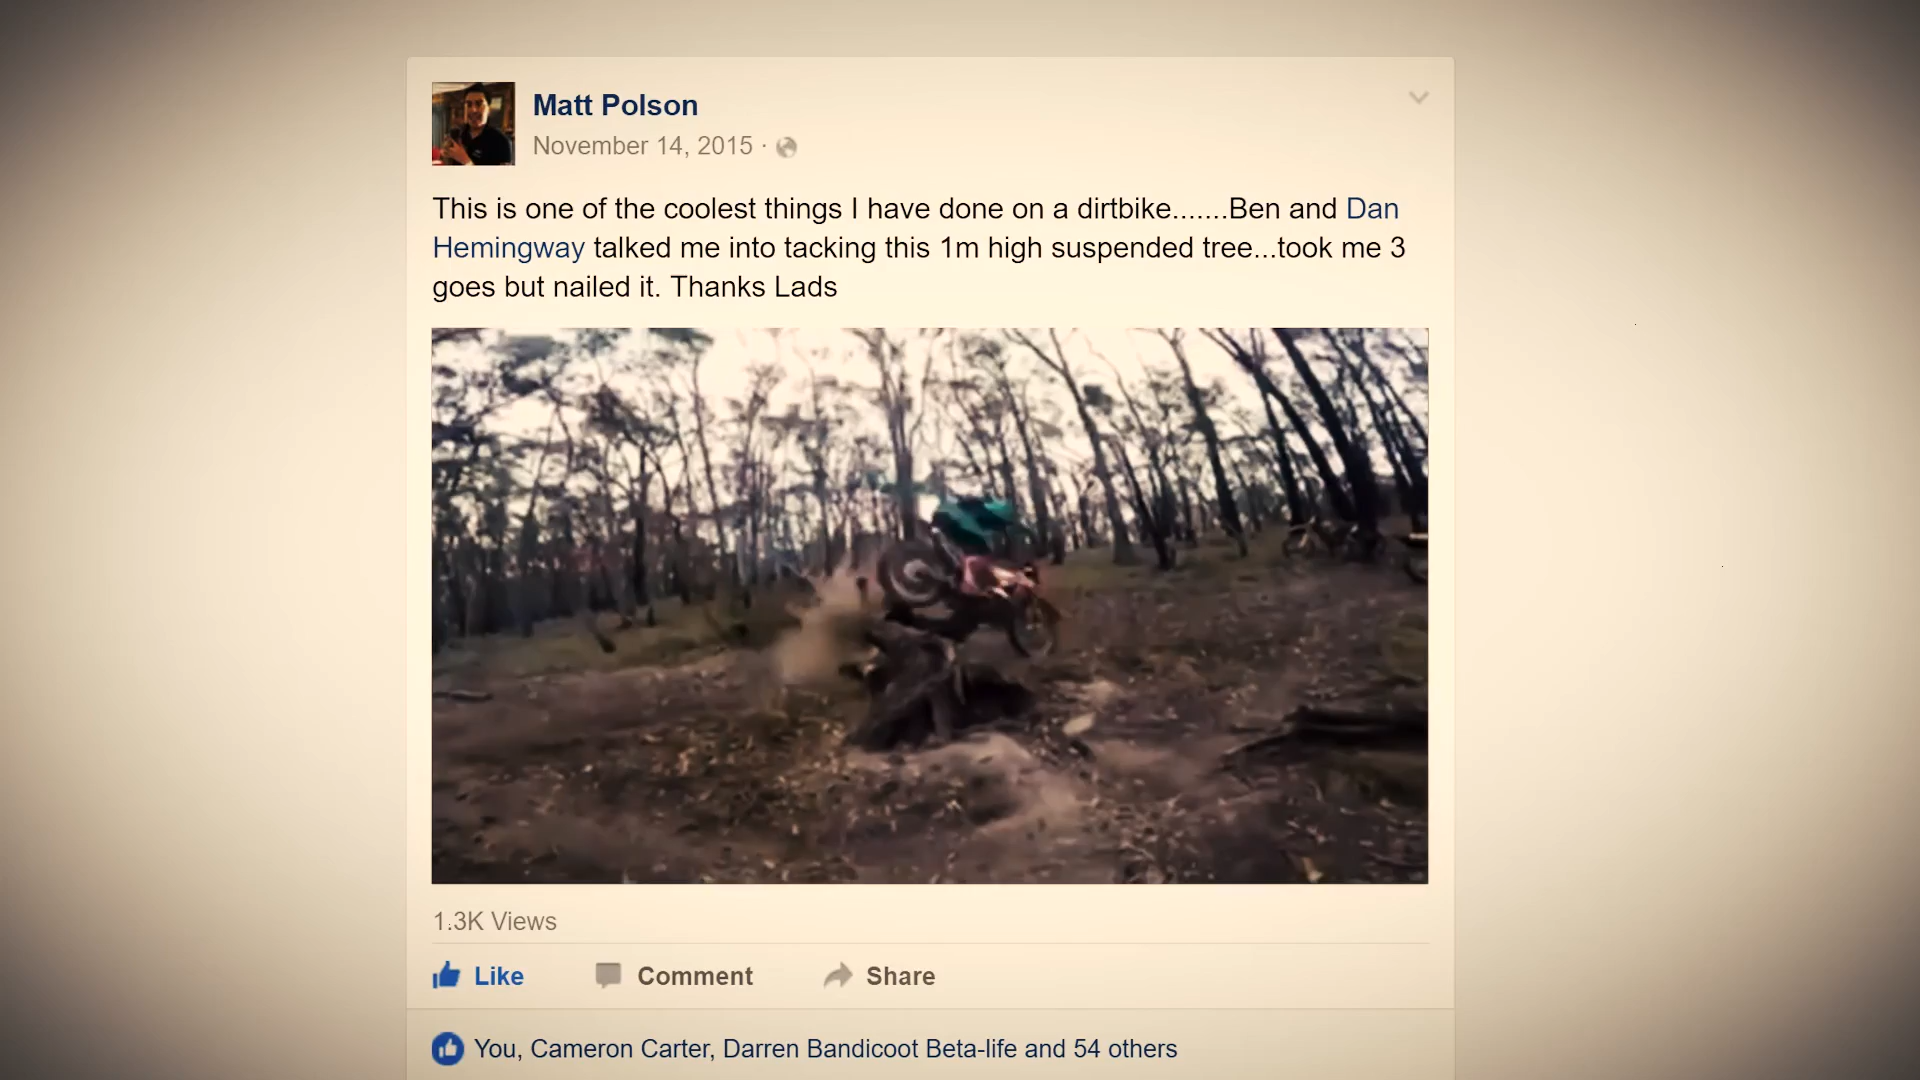 Matt Polson
November 14, 2015 ·
This is one of the coolest things I have done on a dirtbike.......Ben and Dan
Hemingway talked me into tacking this 1m high suspended tree...took me 3
goes but nailed it. Thanks Lads
1.3K Views
Like Comment Share
You, Cameron Carter, Darren Bandicoot Beta-life and 54 others